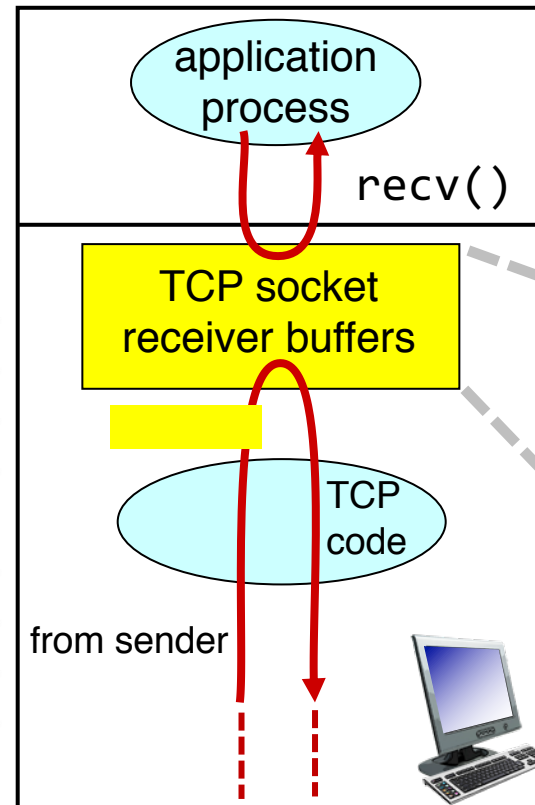 application
process
recv()
TCP socket
receiver buffers
TCP
code
from sender